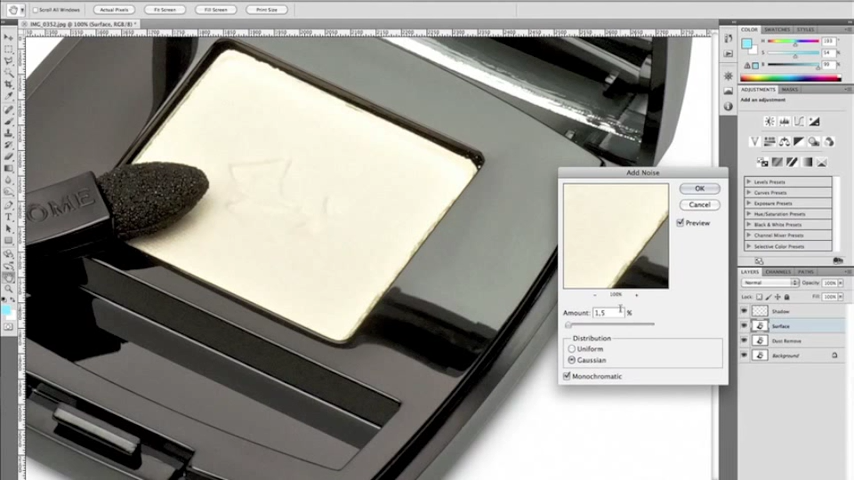 Scroll All Windows
Actual Pixels
Fit Screen
Fill Screen
Print Size
IMG_0352.jpg @ 100% (Surface, RGB/8) *
OME
Add Noise
OK
Cancel
Preview
100%
Amount: 1,5 %
Distribution
Uniform
Gaussian
Monochromatic
COLOR
SWATCHES
STYLES
H
S
B
ADJUSTMENTS
MASKS
Add an adjustment
Levels Presets
Curves Presets
Exposure Presets
Hue/Saturation Presets
Black & White Presets
Channel Mixer Presets
Selective Color Presets
LAYERS
CHANNELS
PATHS
Normal
Opacity: 100%
Lock:
Fill: 100%
Shadow
Surface
Dust Remove
Background